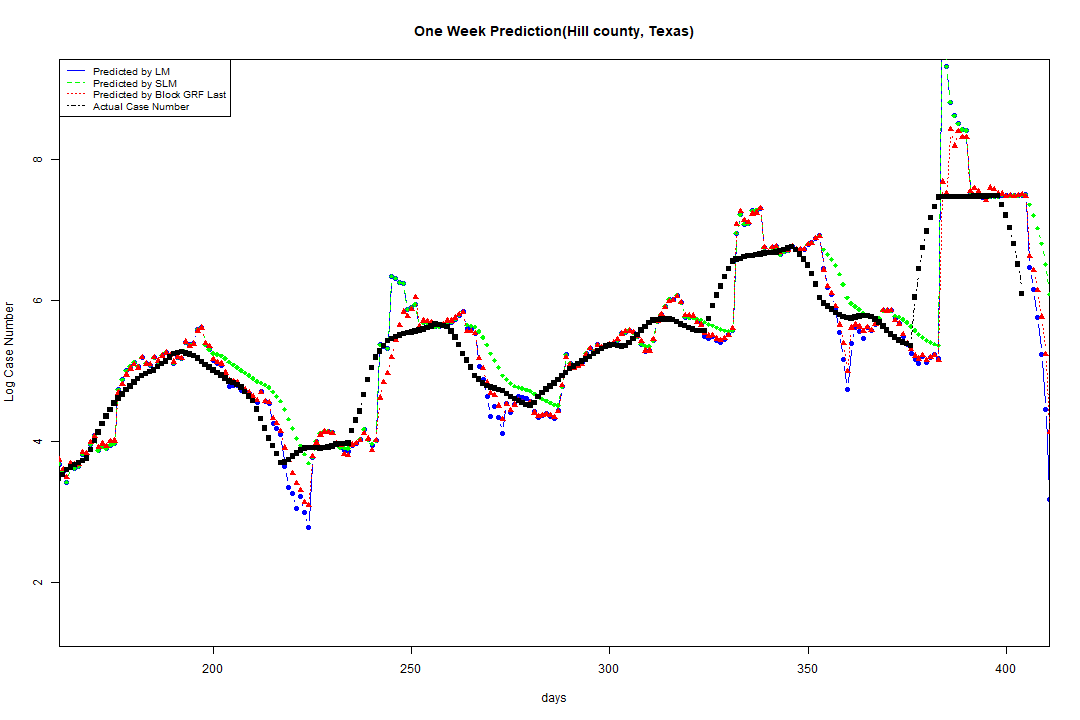 One Week Prediction(Hill county, Texas)
Predicted by LM
Predicted by SLM
Predicted by Block GRF Last
Actual Case Number
Log Case Number
8
6
4
2
200 250 300 350 400
days